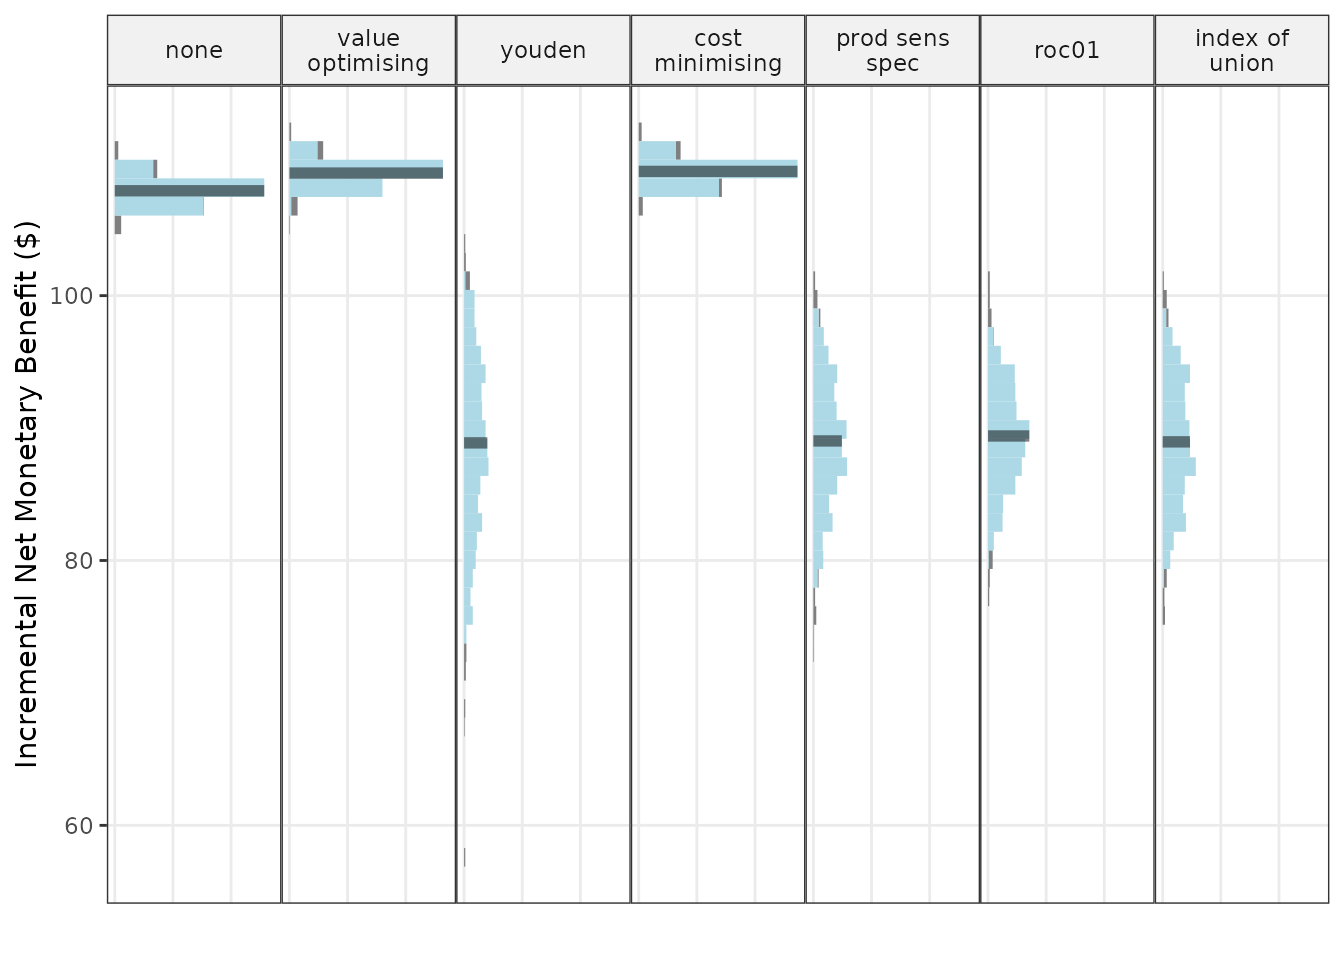 none
value
optimising
youden
cost
minimising
prod sens
spec
roc01
index of
union
Incremental Net Monetary Benefit ($)
100
80
60